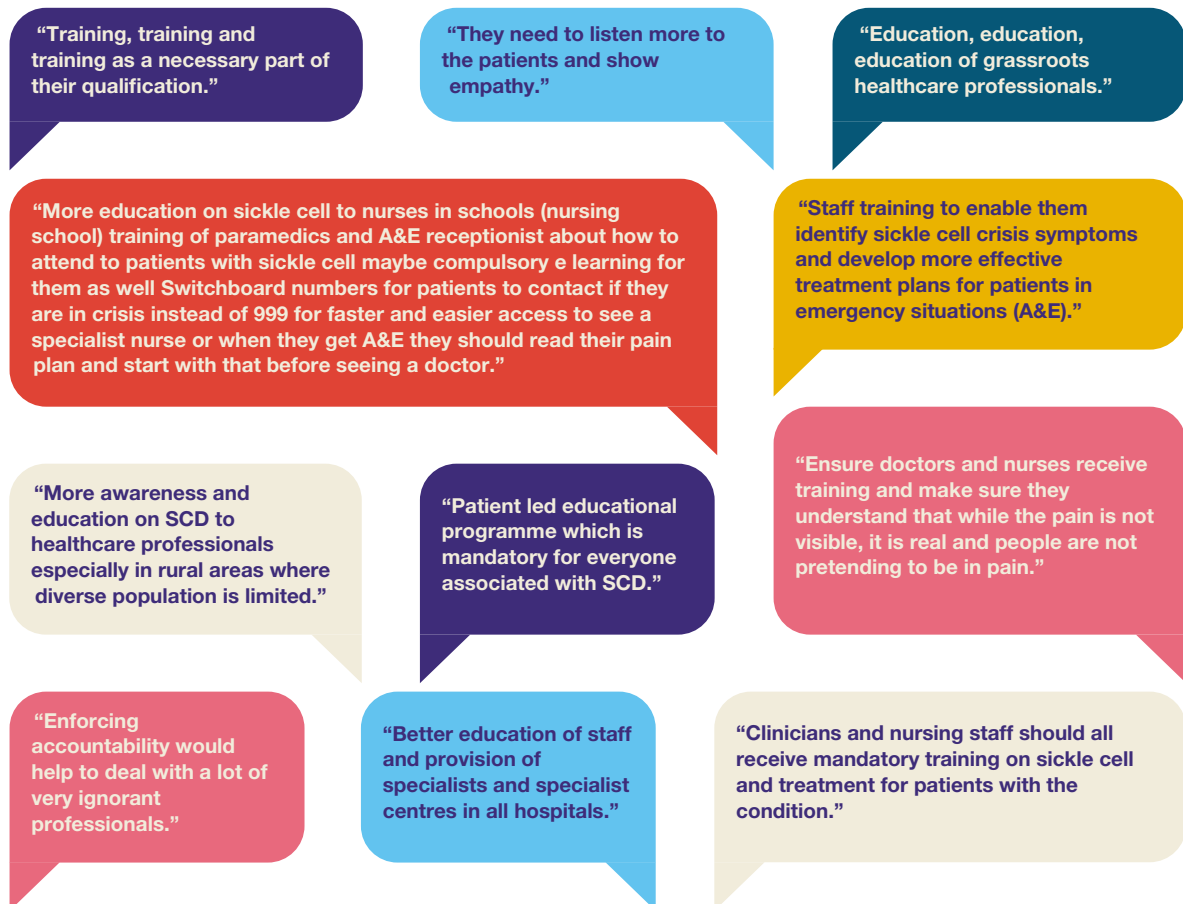 “Training, training and
training as a necessary part of
their qualification.”
“They need to listen more to
the patients and show
empathy.”
“Education, education,
education of grassroots
healthcare professionals.”
“More education on sickle cell to nurses in schools (nursing
school) training of paramedics and A&E receptionist about how to
attend to patients with sickle cell maybe compulsory e learning for
them as well Switchboard numbers for patients to contact if they
are in crisis instead of 999 for faster and easier access to see a
specialist nurse or when they get A&E they should read their pain
plan and start with that before seeing a doctor.”
“Staff training to enable them
identify sickle cell crisis symptoms
and develop more effective
treatment plans for patients in
emergency situations (A&E).”
“More awareness and
education on SCD to
healthcare professionals
especially in rural areas where
diverse population is limited.”
“Patient led educational
programme which is
mandatory for everyone
associated with SCD.”
“Ensure doctors and nurses receive
training and make sure they
understand that while the pain is not
visible, it is real and people are not
pretending to be in pain.”
“Enforcing
accountability would
help to deal with a lot of
very ignorant
professionals.”
“Better education of staff
and provision of
specialists and specialist
centres in all hospitals.”
“Clinicians and nursing staff should all
receive mandatory training on sickle cell
and treatment for patients with the
condition.”